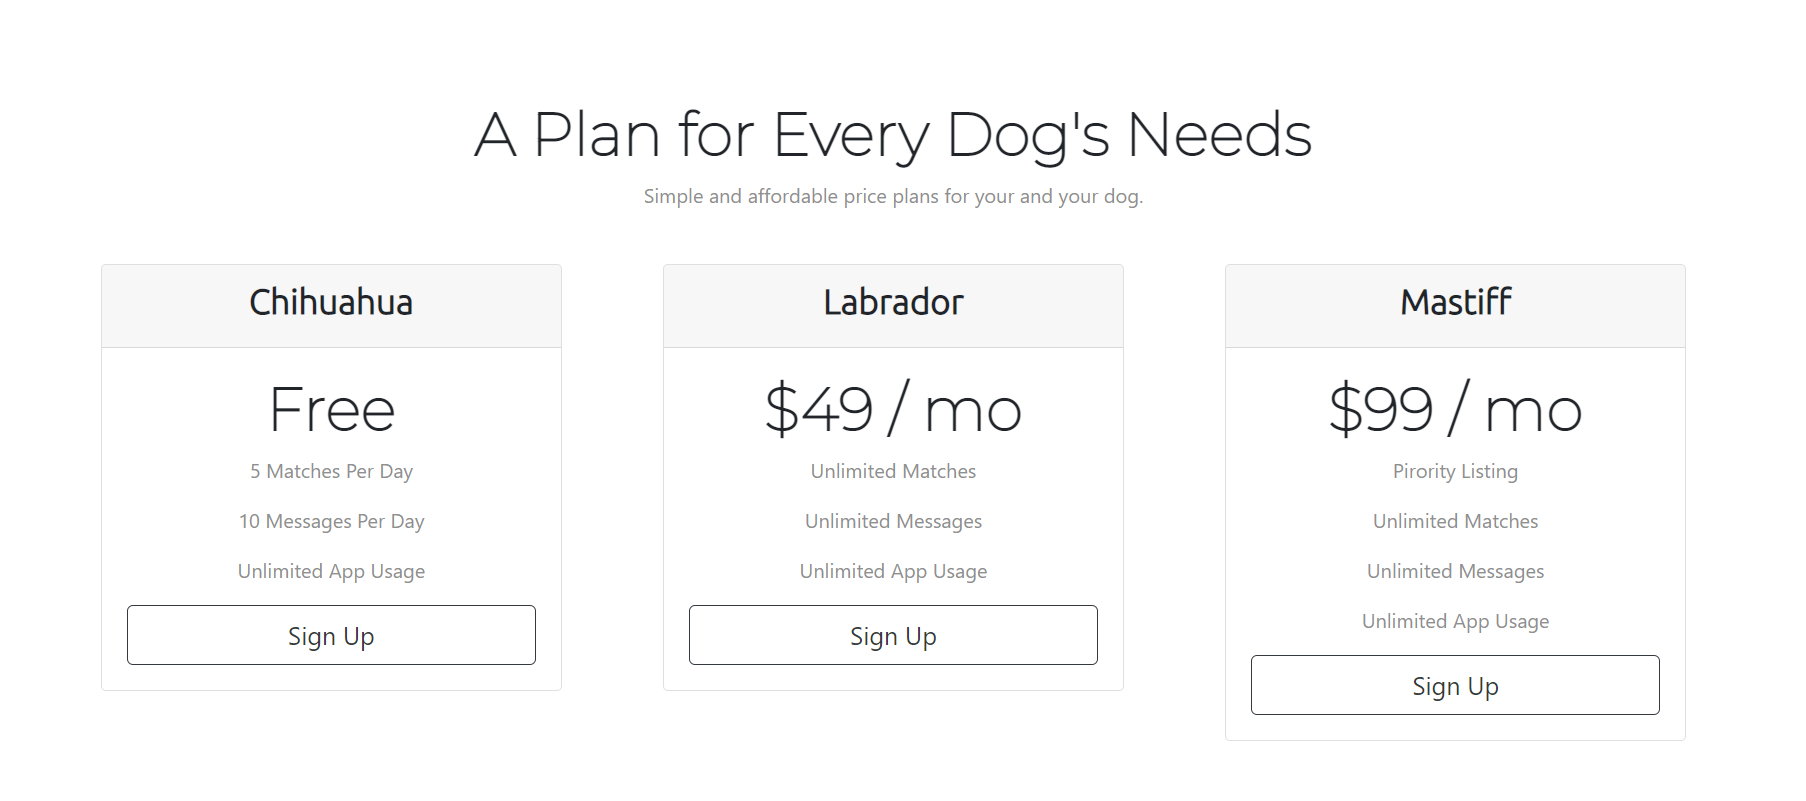 A Plan for Every Dog's Needs
Simple and affordable price plans for your and your dog.
Chihuahua
Free
5 Matches Per Day
10 Messages Per Day
Unlimited App Usage
Sign Up
Labrador
$49 / mo
Unlimited Matches
Unlimited Messages
Unlimited App Usage
Sign Up
Mastiff
$99 / mo
Pirority Listing
Unlimited Matches
Unlimited Messages
Unlimited App Usage
Sign Up